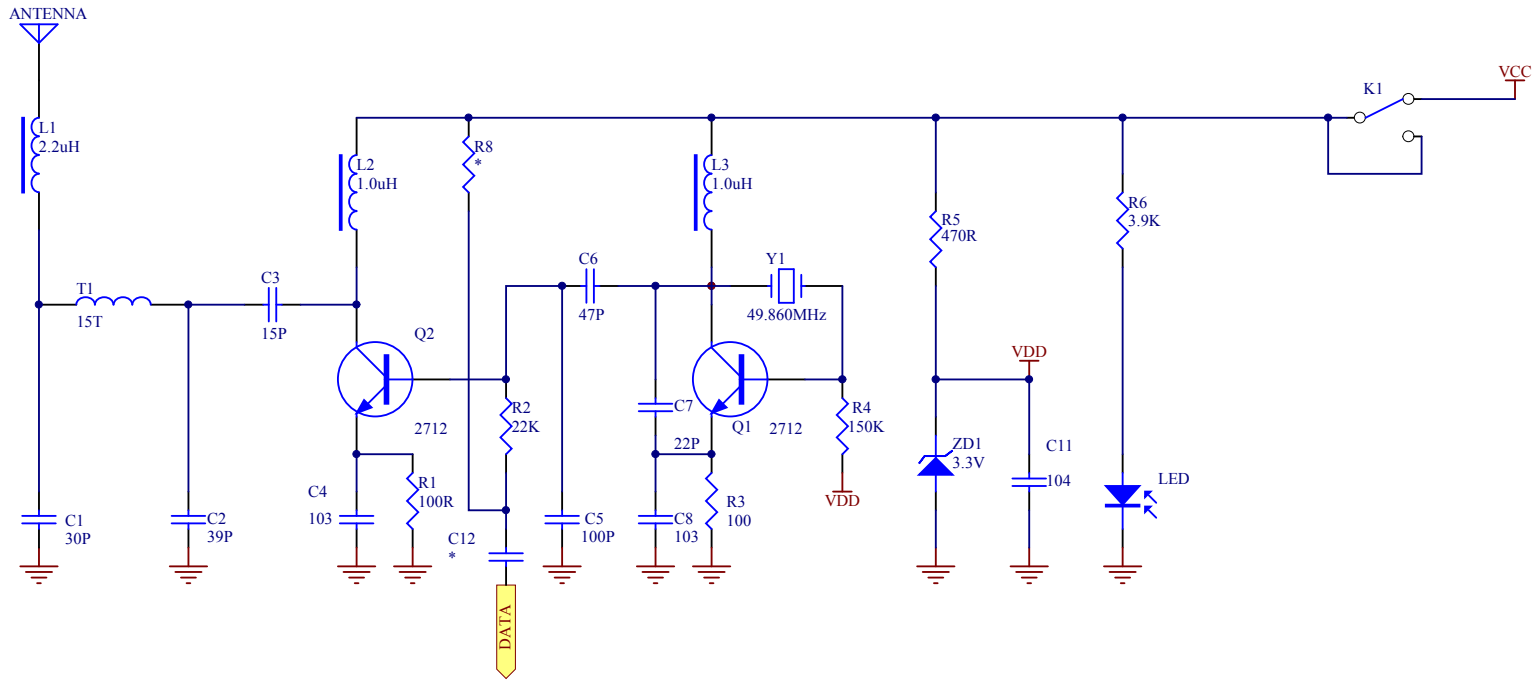 ANTENNA
L1
2.2uH
L2
1.0uH
R8
*
L3
1.0uH
K1
VCC
R5
470R
R6
3.9K
T1
15T
C3
15P
C6
47P
Y1
49.860MHz
Q2
2712
R2
22K
C7
22P
Q1
2712
R4
150K
VDD
VDD
ZD1
3.3V
C11
104
LED
C1
30P
C2
39P
C4
103
R1
100R
C12
*
C5
100P
C8
103
R3
100
DATA